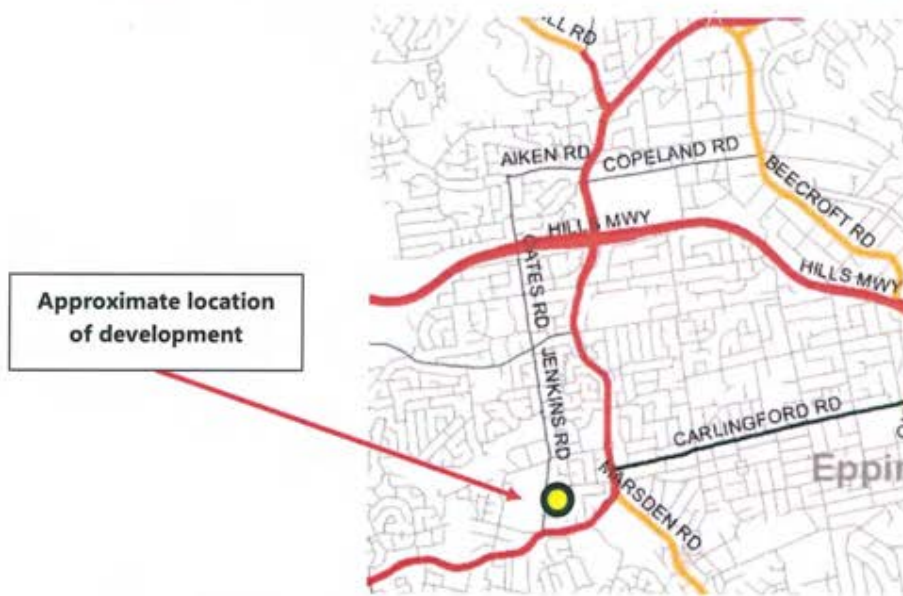 Approximate location
of development
LL RD
AIKEN RD
COPELAND RD
BEECROFT RD
HILLS MWY
HILLS MWY
OATES RD
JENKINS RD
CARLINGFORD RD
MARSDEN RD
Eppin